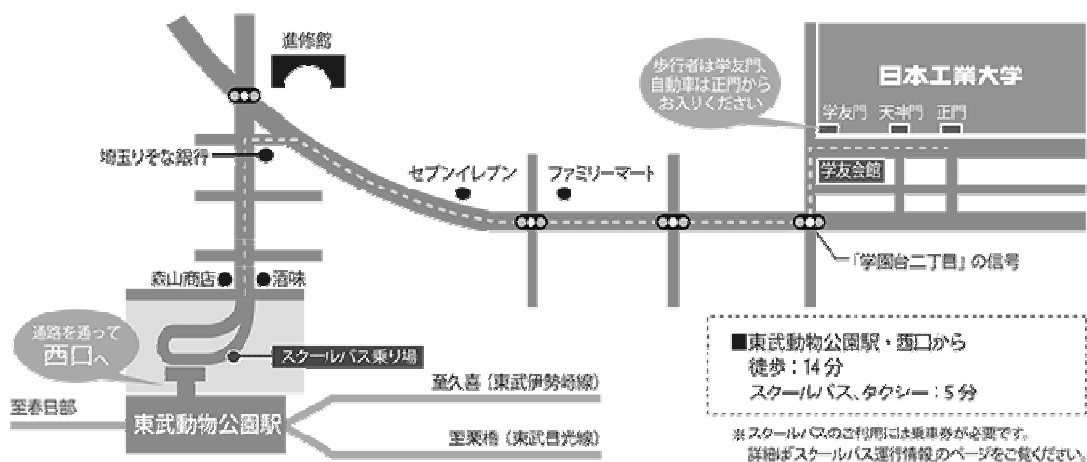 進修館
歩行者は学友門、
自動車は正門から
お入りください
日本工業大学
学友門 天神門 正門
埼玉りそな銀行
セブンイレブン
ファミリーマート
学友会館
「学園台二丁目」の信号
森山商店
酒味
通路を通って
西口へ
スクールバス乗り場
■東武動物公園駅・西口から
徒歩：14分
スクールバス、タクシー：5分
至久喜（東武伊勢崎線）
至春日部
東武動物公園駅
至栗橋（東武日光線）
※スクールバスのご利用には乗車券が必要です。
詳細は「スクールバス運行情報」のページをご覧ください。